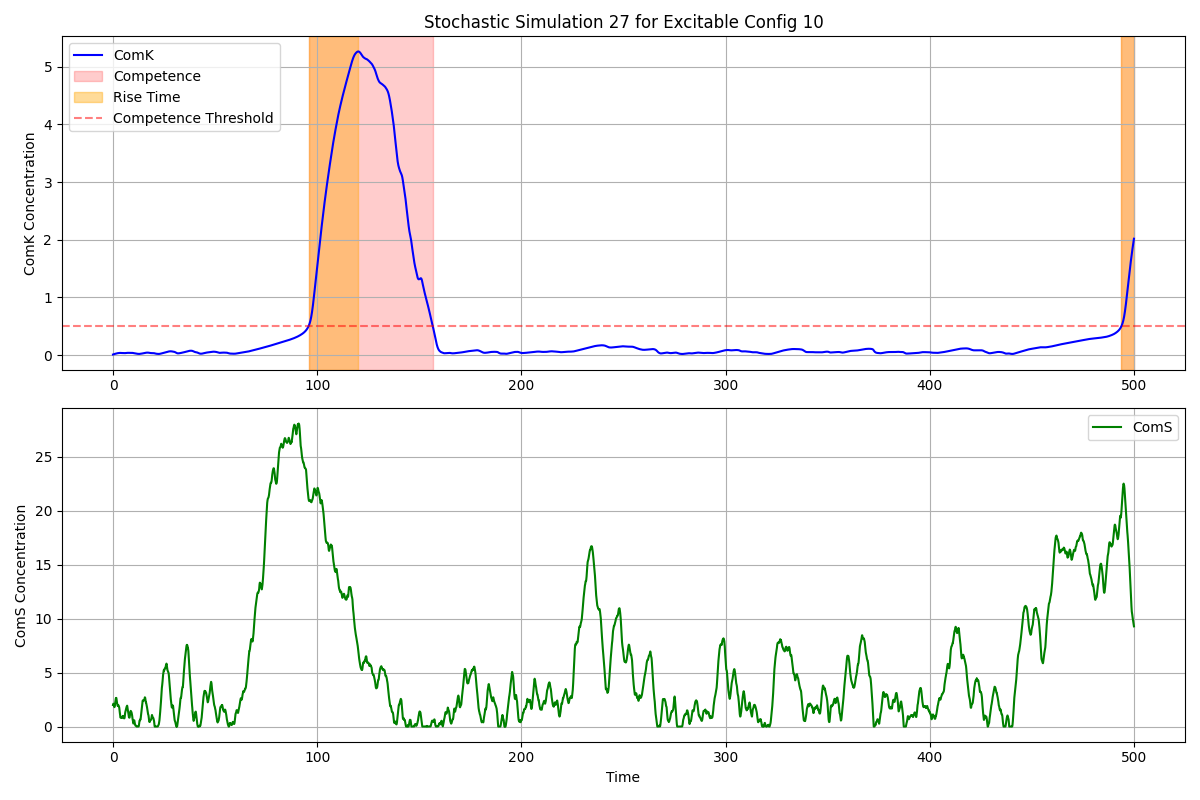 Stochastic Simulation 27 for Excitable Config 10
ComK
Competence
Rise Time
Competence Threshold
ComK Concentration
5
4
3
2
1
0
0 100 200 300 400 500
ComS
ComS Concentration
25
20
15
10
5
0
0 100 200 300 400 500
Time